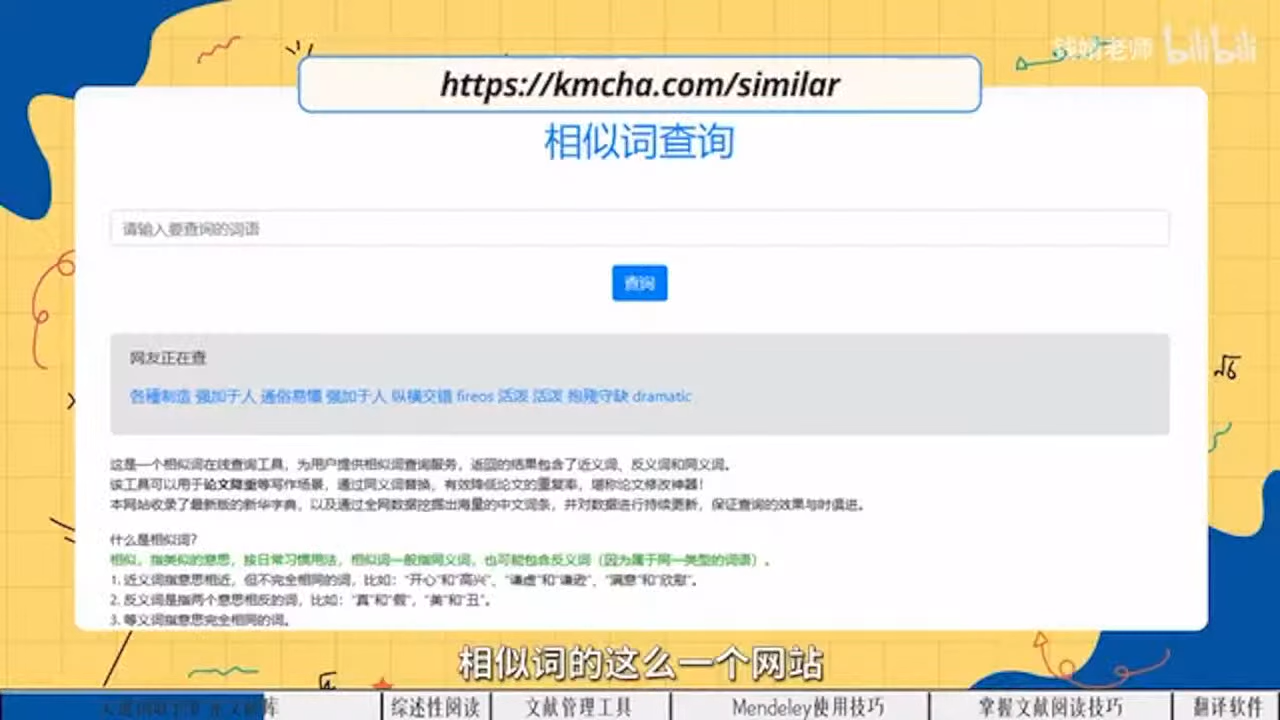 老师 bilibili
https://kmcha.com/similar
相似词查询
请输入要查询的词语
查询
网友正在查
各種制造 强加于人 通俗易懂 强加于人 纵横交错 fireos 活泼 活泼 抱残守缺 dramatic
这是一个相似词在线查询工具，为用户提供相似词查询服务，返回的结果包含了近义词、反义词和同义词。
该工具可以用于论文降重等写作场景，通过同义词替换，有效降低论文的重复率，堪称论文修改神器！
本网站收录了最新版的新华字典，以及通过全网数据挖掘出海量的中文词条，并对数据进行持续更新，保证查询的效果与时俱进。
什么是相似词？
相似，指类似的意思，按日常习惯用法，相似词一般指同义词，也可能包含反义词（因为属于同一类型的词语）。
1. 近义词指意思相近，但不完全相同的词，比如：“开心”和“高兴”、“谦虚”和“谦逊”、“满意”和“欣慰”。
2. 反义词是指两个意思相反的词，比如：“真”和“假”，“美”和“丑”。
3. 等义词指意思完全相同的词。
√6
相似词的这么一个网站
综述性阅读 文献管理工具 Mendeley使用技巧 掌握文献阅读技巧 翻译软件